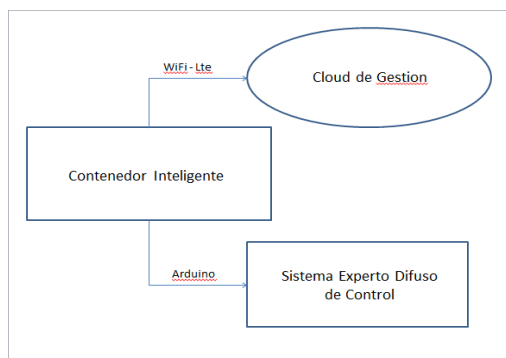 WiFi - Lte
Cloud de Gestion
Contenedor Inteligente
Arduino
Sistema Experto Difuso
de Control